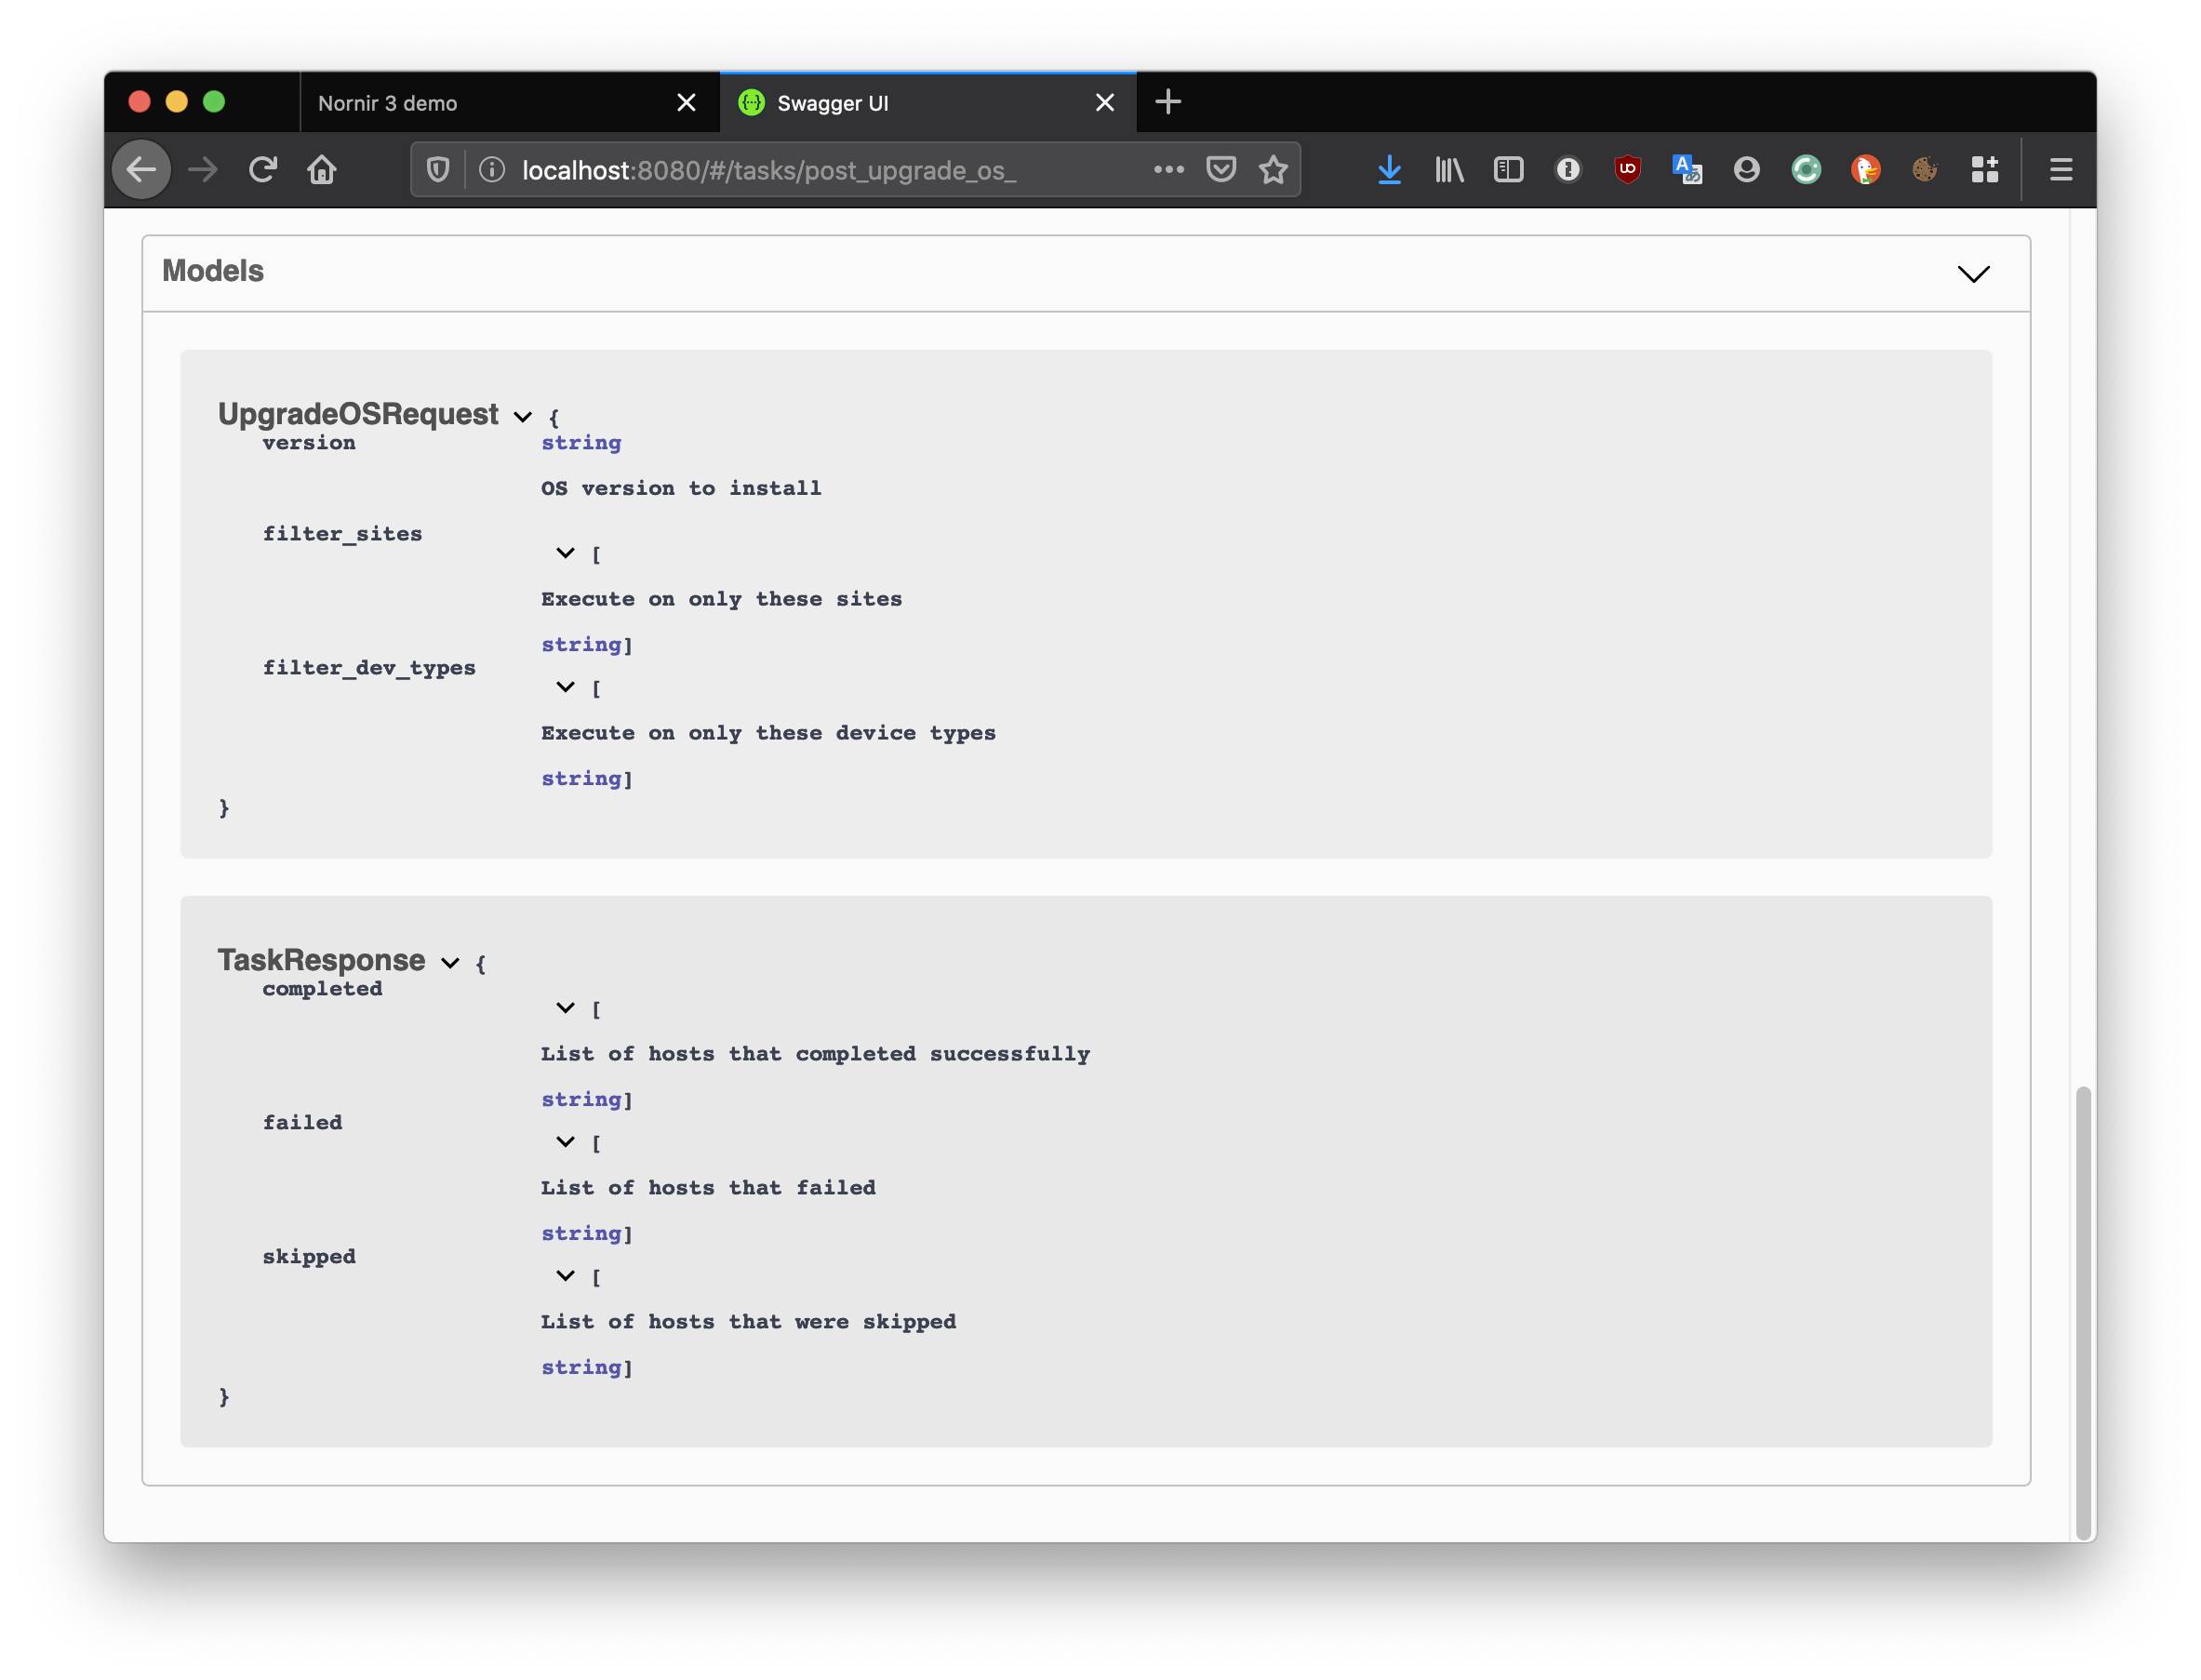 Nornir 3 demo
Swagger UI
localhost:8080/#/tasks/post_upgrade_os_
Models
UpgradeOSRequest {
version string
OS version to install
filter_sites
[
Execute on only these sites
string]
filter_dev_types
[
Execute on only these device types
string]
}
TaskResponse {
completed
[
List of hosts that completed successfully
string]
failed
[
List of hosts that failed
string]
skipped
[
List of hosts that were skipped
string]
}